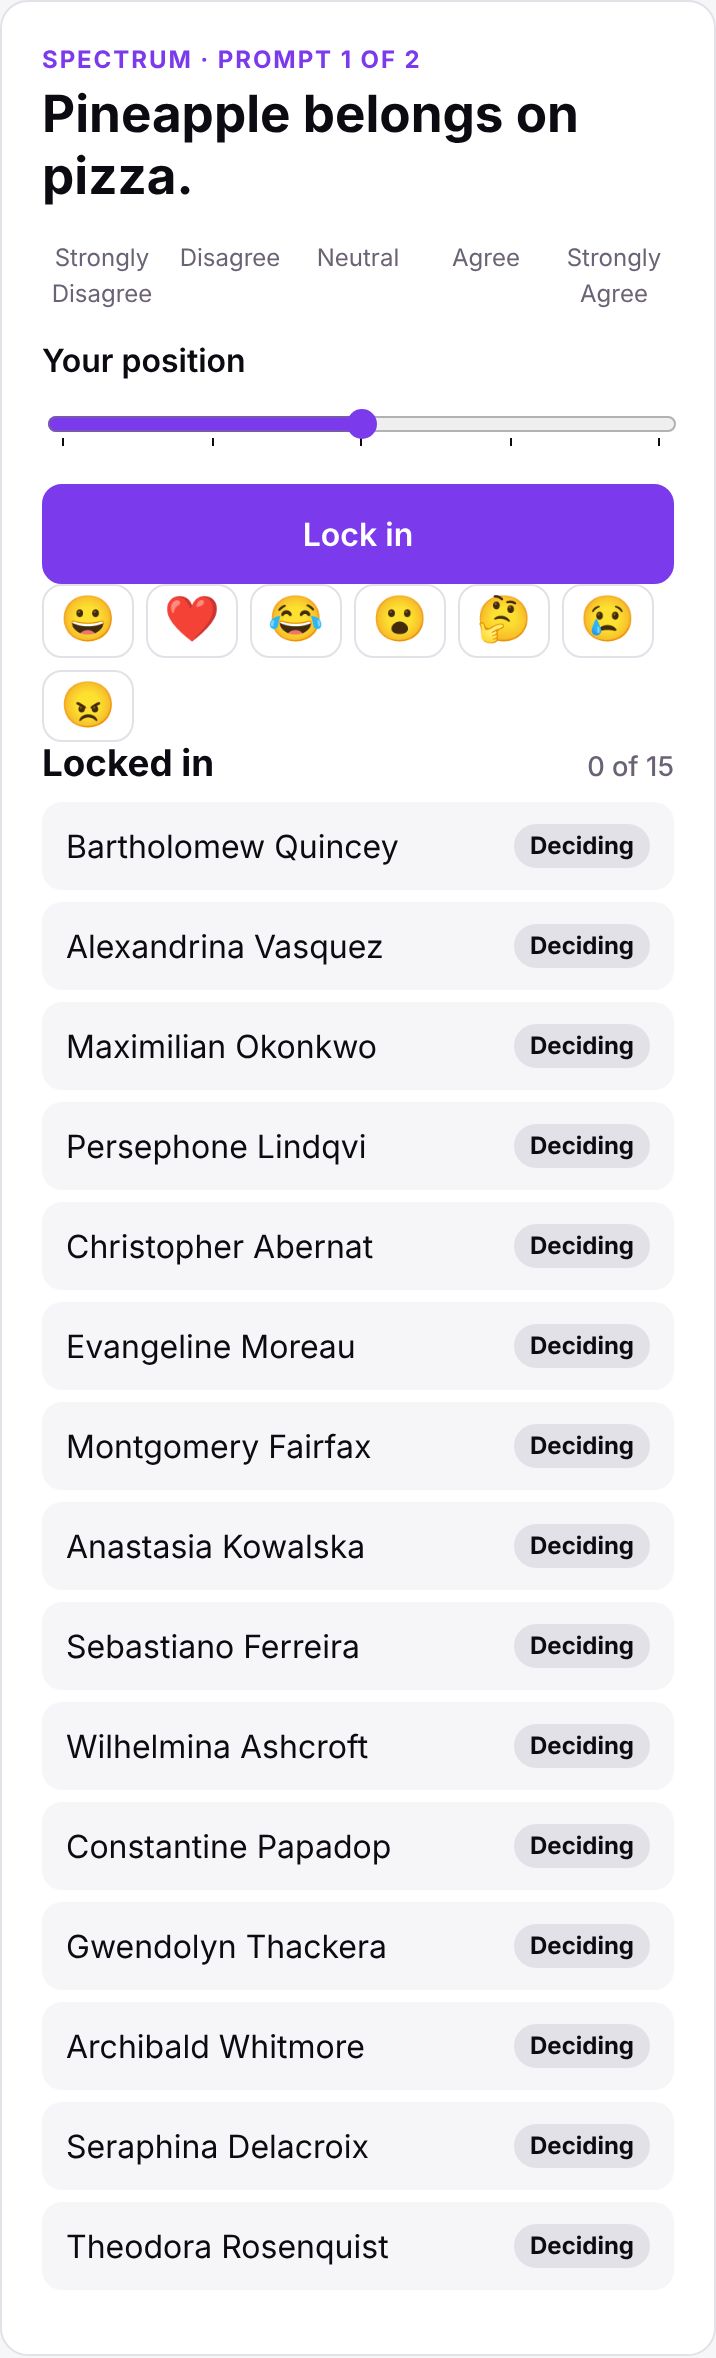 SPECTRUM · PROMPT 1 OF 2
Pineapple belongs on
pizza.
Strongly Disagree Disagree Neutral Agree Strongly Agree
Your position
Lock in
😀 ❤️ 😂 😮 🤔 😢
😠
Locked in 0 of 15
Bartholomew Quincey Deciding
Alexandrina Vasquez Deciding
Maximilian Okonkwo Deciding
Persephone Lindqvi Deciding
Christopher Abernat Deciding
Evangeline Moreau Deciding
Montgomery Fairfax Deciding
Anastasia Kowalska Deciding
Sebastiano Ferreira Deciding
Wilhelmina Ashcroft Deciding
Constantine Papadop Deciding
Gwendolyn Thackera Deciding
Archibald Whitmore Deciding
Seraphina Delacroix Deciding
Theodora Rosenquist Deciding